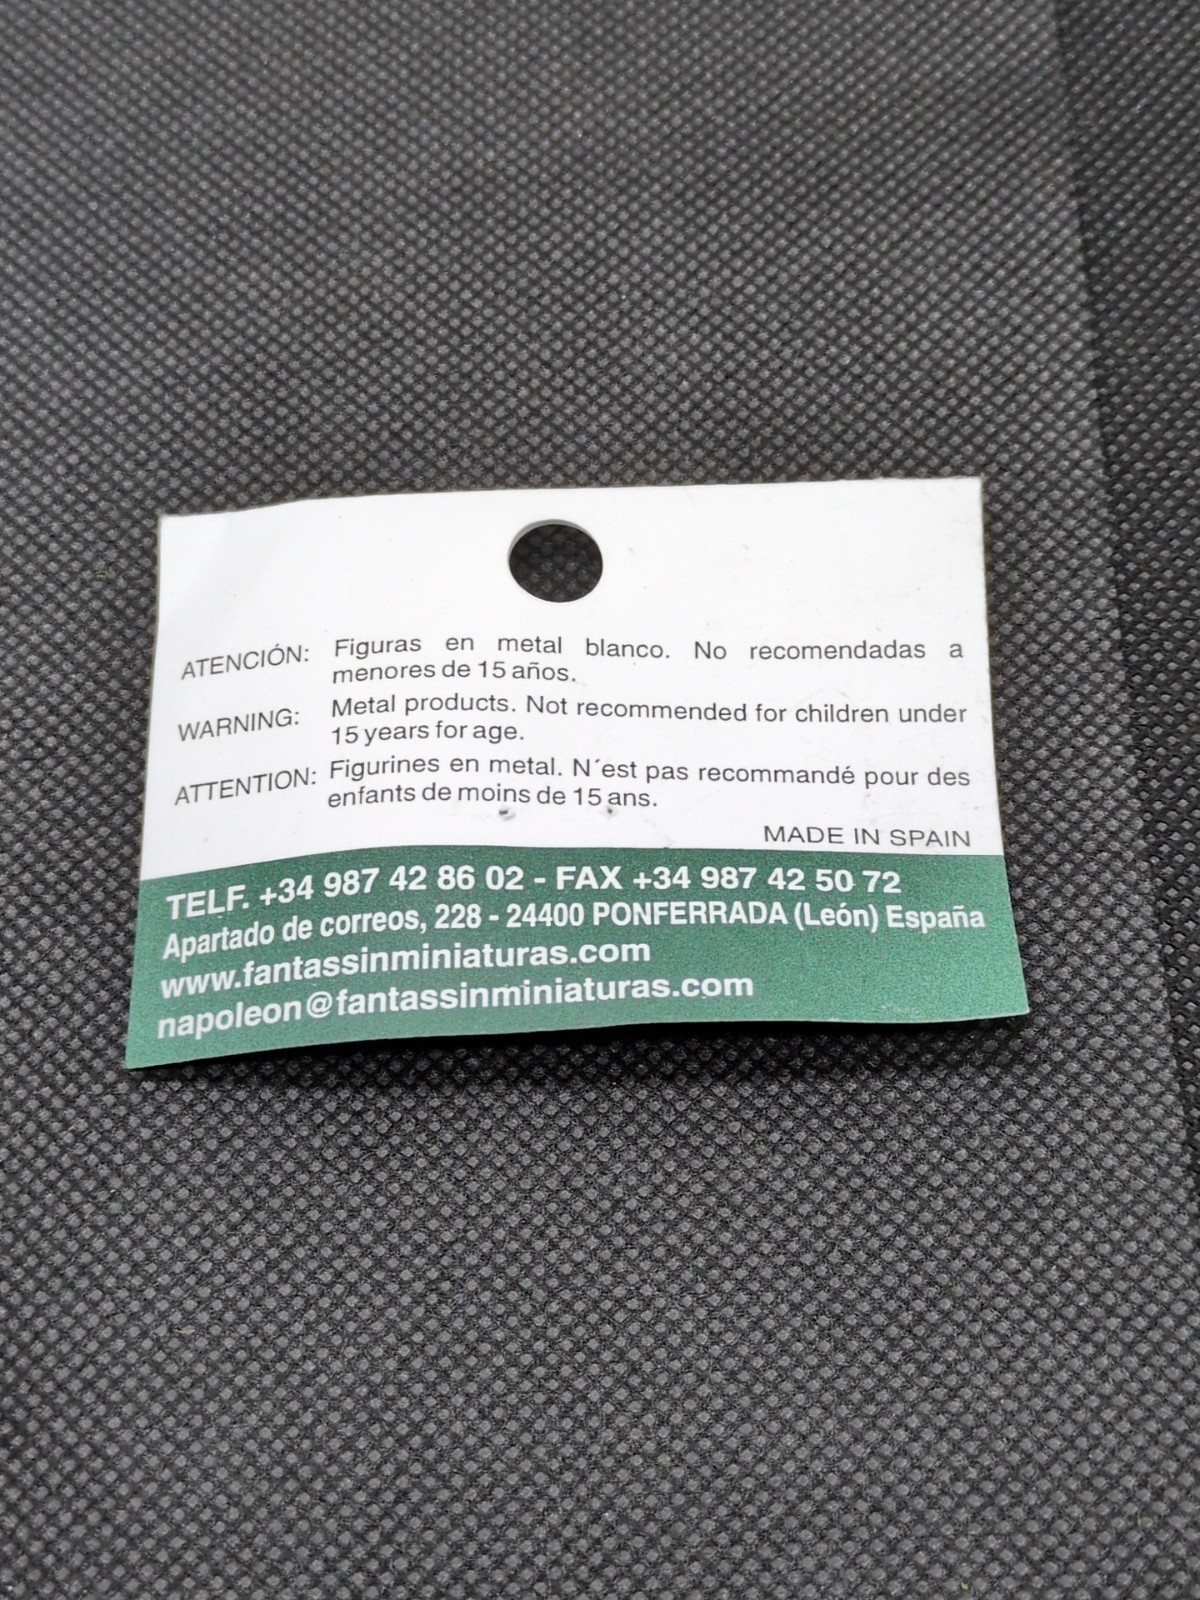 ATENCIÓN: Figuras en metal blanco. No recomendadas a
menores de 15 años.
WARNING: Metal products. Not recommended for children under
15 years for age.
ATTENTION: Figurines en metal. N´est pas recommandé pour des
enfants de moins de 15 ans.
MADE IN SPAIN
TELF. +34 987 42 86 02 - FAX +34 987 42 50 72
Apartado de correos, 228 - 24400 PONFERRADA (León) España
www.fantassinminiaturas.com
napoleon@fantassinminiaturas.com